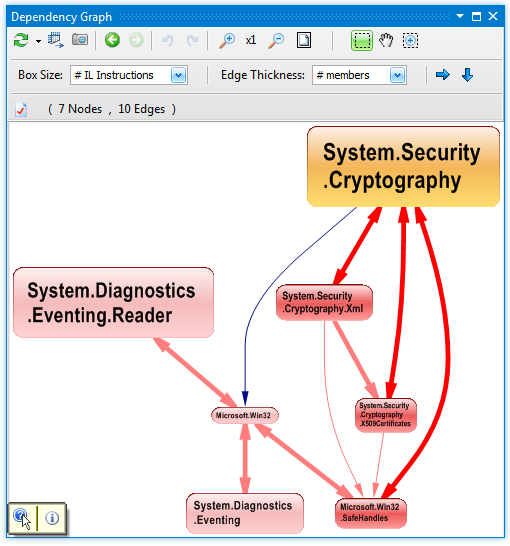 Dependency Graph
x1
Box Size: # IL Instructions Edge Thickness: # members
( 7 Nodes , 10 Edges )
System.Security
.Cryptography
System.Diagnostics
.Eventing.Reader
System.Security
.Cryptography.Xml
Microsoft.Win32
System.Security
.Cryptography
.X509Certificates
System.Diagnostics
.Eventing
Microsoft.Win32
.SafeHandles